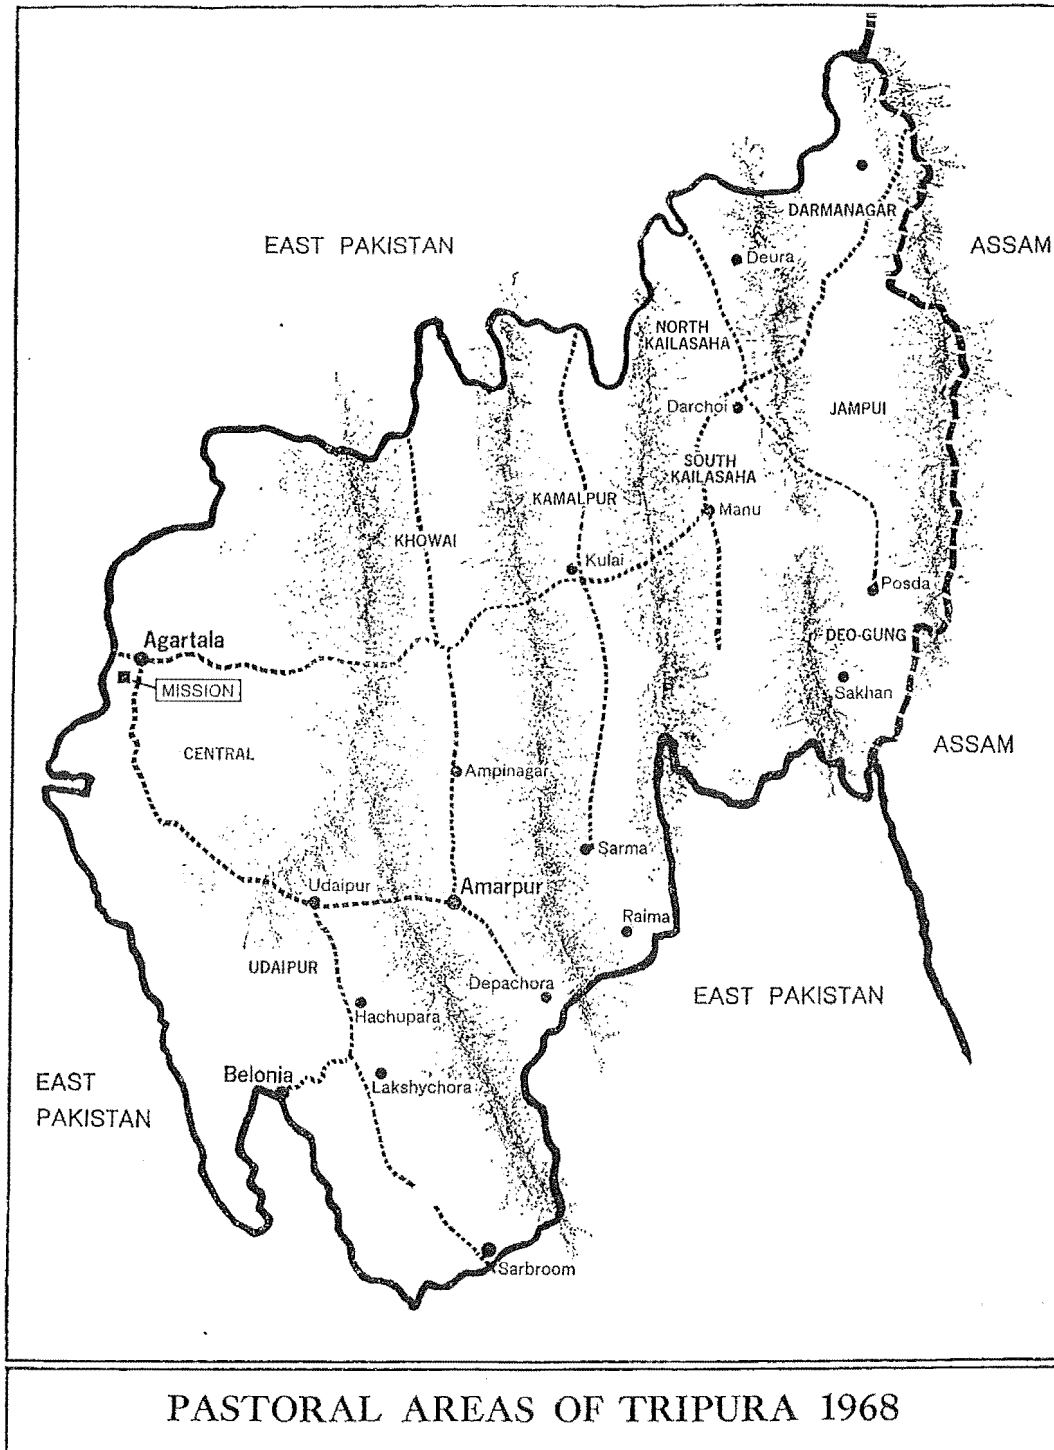 DARMANAGAR
EAST PAKISTAN
ASSAM
Deura
NORTH
KAILASAHA
Darchoi
JAMPUI
SOUTH
KAILASAHA
KAMALPUR
Manu
KHOWAI
Kulai
Posda
Agartala
DEO-GUNG
MISSION
Sakhan
CENTRAL
ASSAM
Ampinagar
Sarma
Udaipur
Amarpur
Raima
UDAIPUR
Depachora
EAST PAKISTAN
Hachupara
Belonia
Lakshychora
EAST
PAKISTAN
Sarbroom
PASTORAL AREAS OF TRIPURA 1968